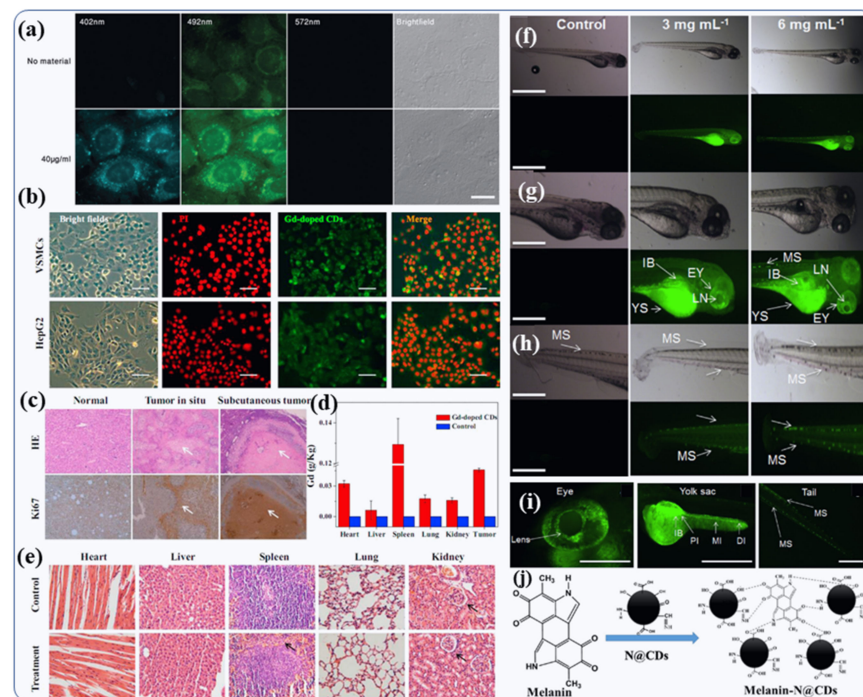 (a)
402nm 492nm 572nm Brightfield
No material
40µg/ml
(b)
Bright fields PI Gd-doped CDs Merge
VSMCs
HepG2
(c)
Normal Tumor in situ Subcutaneous tumor
HE
Ki67
(d)
Gd-doped CDs
Control
Gd (g/Kg)
0.14
0.12
0.03
0.00
Heart Liver Spleen Lung Kidney Tumor
(e)
Heart Liver Spleen Lung Kidney
Control
Treatment
(f)
Control 3 mg mL-1 6 mg mL-1
(g)
IB EY LN YS
MS IB LN YS EY
(h)
MS MS MS
MS MS
(i)
Eye Yolk sac Tail
Lens
IB PI MI DI
MS MS
(j)
CH3
H
N
O
O
O
O
HN
CH3
Melanin
N@CDs
Melanin-N@CDs